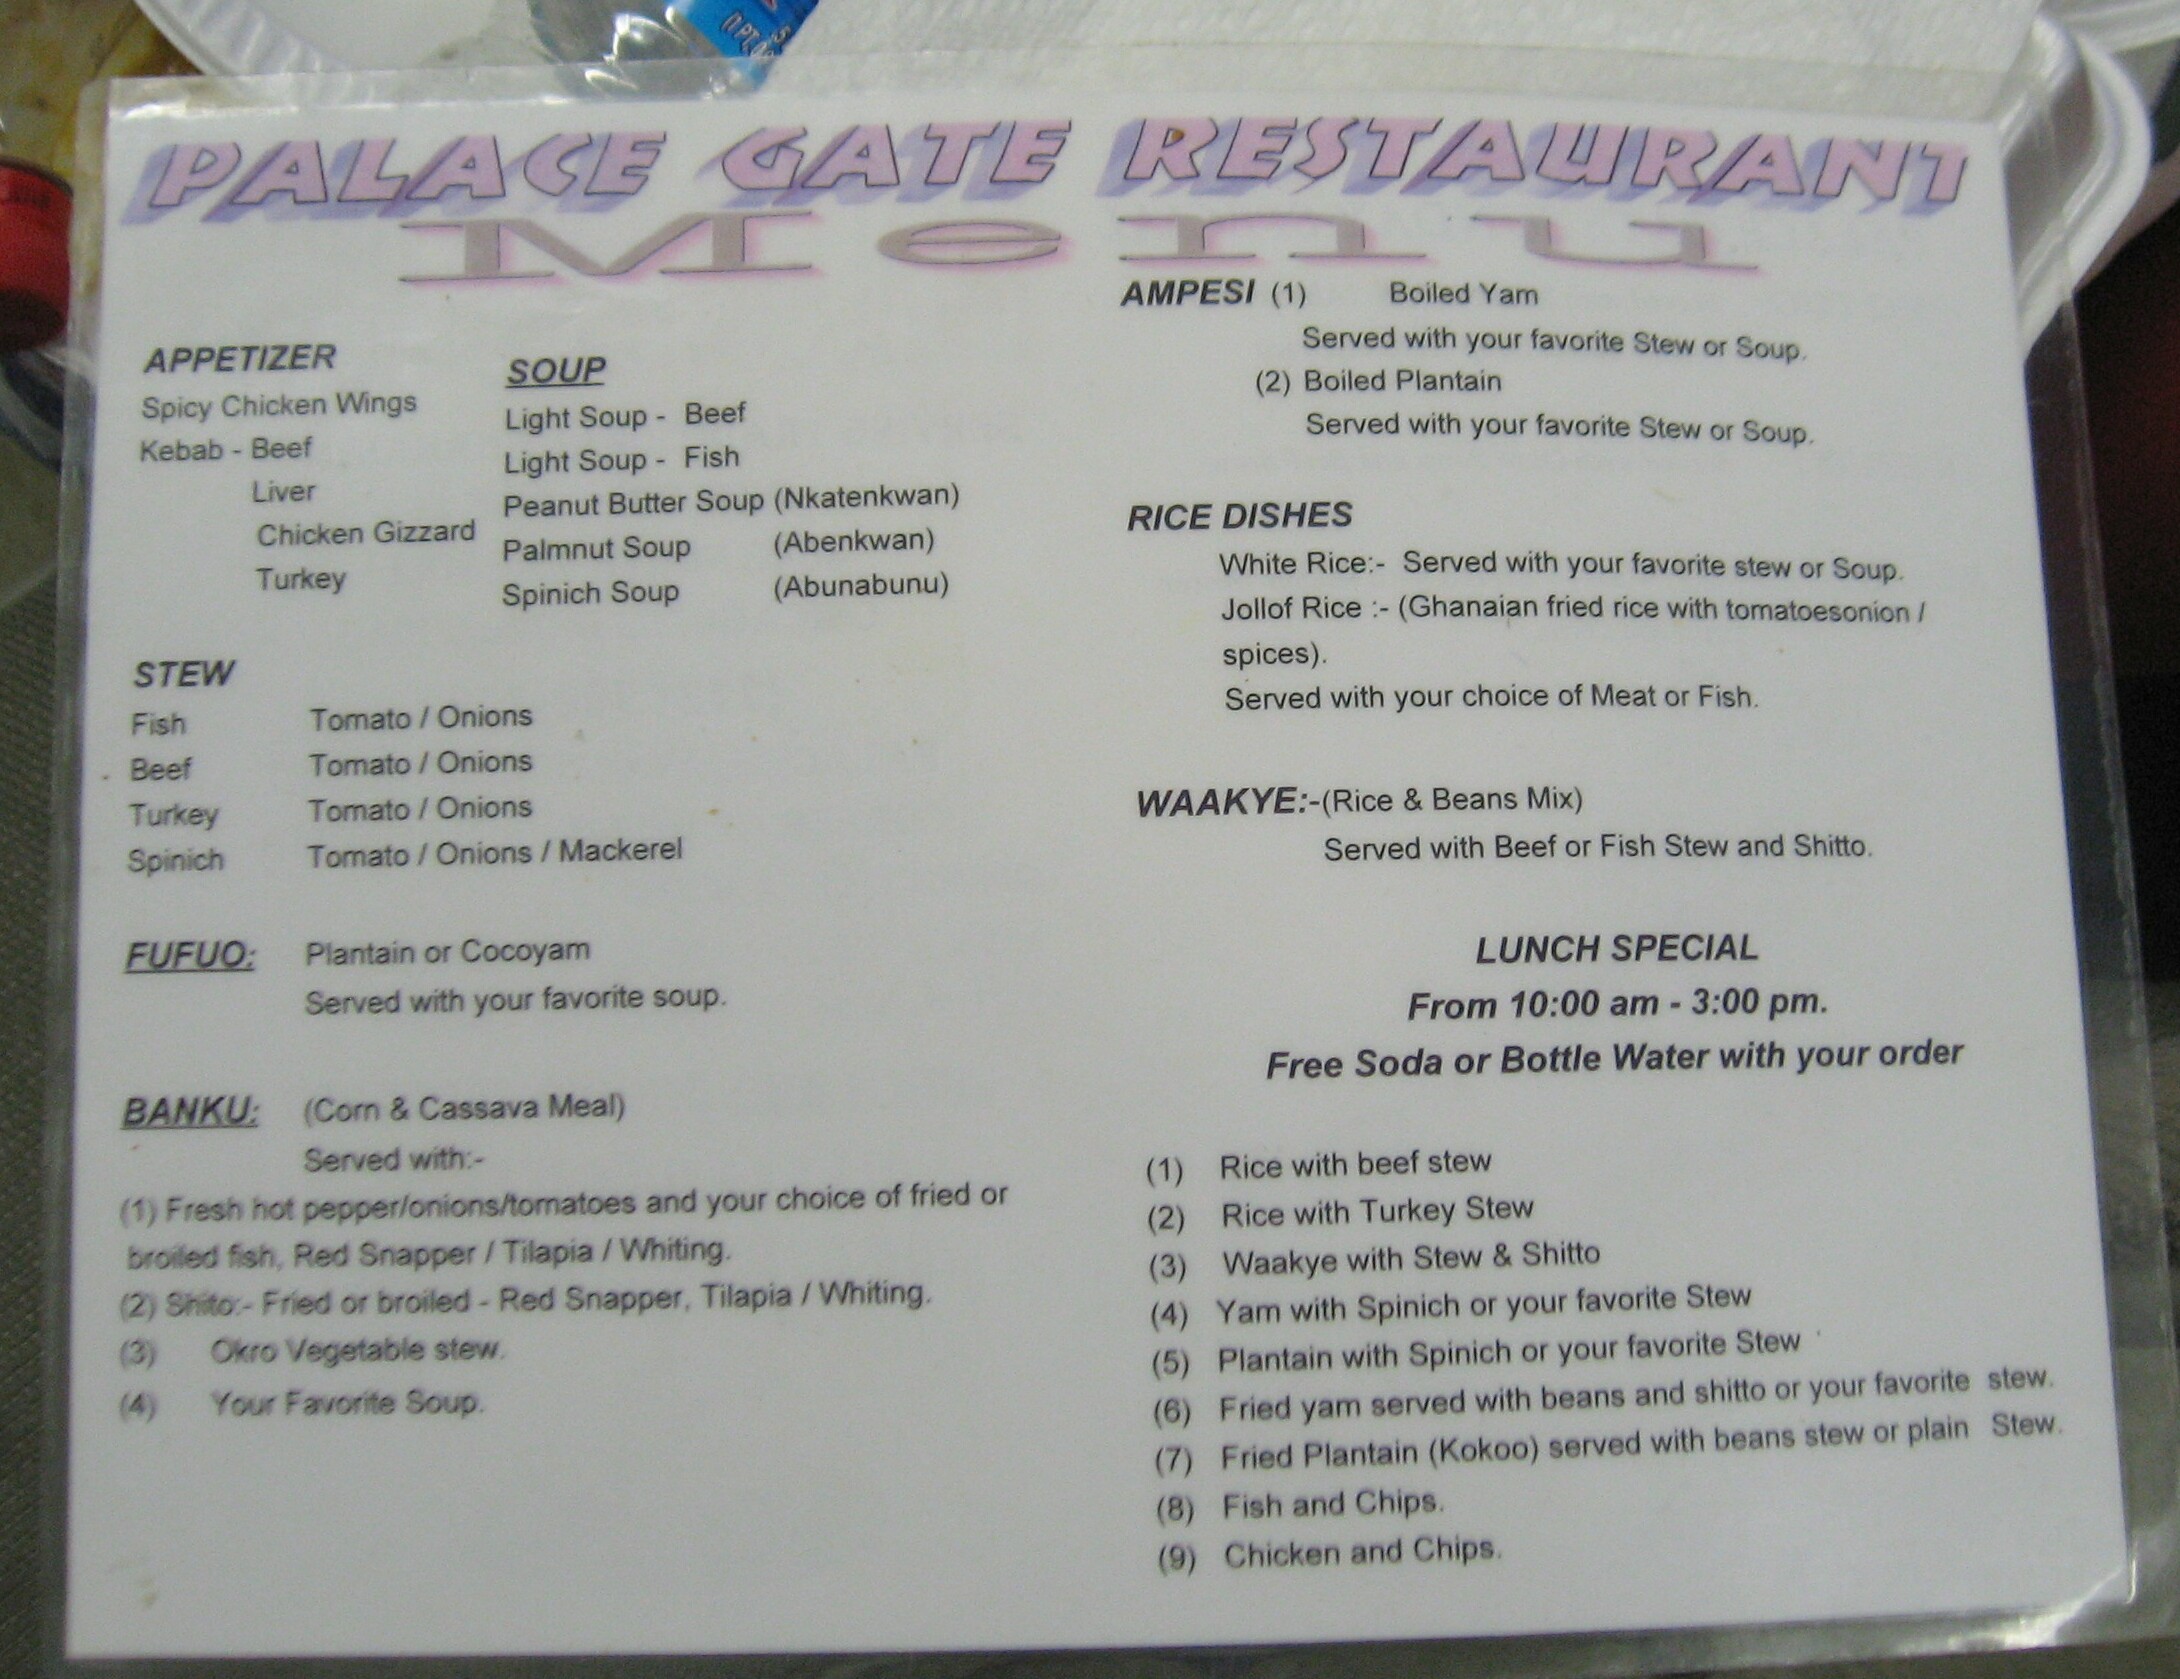 PALACE GATE RESTAURANT
Menu
APPETIZER
Spicy Chicken Wings
Kebab - Beef
Liver
Chicken Gizzard
Turkey
SOUP
Light Soup - Beef
Light Soup - Fish
Peanut Butter Soup (Nkatenkwan)
Palmnut Soup (Abenkwan)
Spinich Soup (Abunabunu)
STEW
Fish Tomato / Onions
Beef Tomato / Onions
Turkey Tomato / Onions
Spinich Tomato / Onions / Mackerel
FUFUO: Plantain or Cocoyam
Served with your favorite soup.
BANKU: (Corn & Cassava Meal)
Served with:-
(1) Fresh hot pepper/onions/tomatoes and your choice of fried or
broiled fish, Red Snapper / Tilapia / Whiting.
(2) Shito:- Fried or broiled - Red Snapper, Tilapia / Whiting.
(3) Okro Vegetable stew.
(4) Your Favorite Soup.
AMPESI (1) Boiled Yam
Served with your favorite Stew or Soup.
(2) Boiled Plantain
Served with your favorite Stew or Soup.
RICE DISHES
White Rice:- Served with your favorite stew or Soup.
Jollof Rice :- (Ghanaian fried rice with tomatoesonion /
spices).
Served with your choice of Meat or Fish.
WAAKYE:-(Rice & Beans Mix)
Served with Beef or Fish Stew and Shitto.
LUNCH SPECIAL
From 10:00 am - 3:00 pm.
Free Soda or Bottle Water with your order
(1) Rice with beef stew
(2) Rice with Turkey Stew
(3) Waakye with Stew & Shitto
(4) Yam with Spinich or your favorite Stew
(5) Plantain with Spinich or your favorite Stew
(6) Fried yam served with beans and shitto or your favorite stew.
(7) Fried Plantain (Kokoo) served with beans stew or plain Stew.
(8) Fish and Chips.
(9) Chicken and Chips.